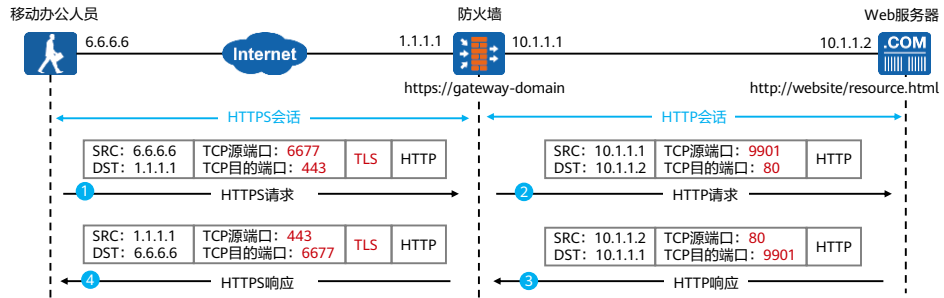 移动办公人员
防火墙
Web服务器
6.6.6.6
Internet
1.1.1.1
10.1.1.1
10.1.1.2
.COM
https://gateway-domain
http://website/resource.html
HTTPS会话
HTTP会话
SRC：6.6.6.6
DST：1.1.1.1
TCP源端口：6677
TCP目的端口：443
TLS
HTTP
SRC：10.1.1.1
DST：10.1.1.2
TCP源端口：9901
TCP目的端口：80
HTTP
1
HTTPS请求
2
HTTP请求
SRC：1.1.1.1
DST：6.6.6.6
TCP源端口：443
TCP目的端口：6677
TLS
HTTP
SRC：10.1.1.2
DST：10.1.1.1
TCP源端口：80
TCP目的端口：9901
HTTP
4
HTTPS响应
3
HTTP响应